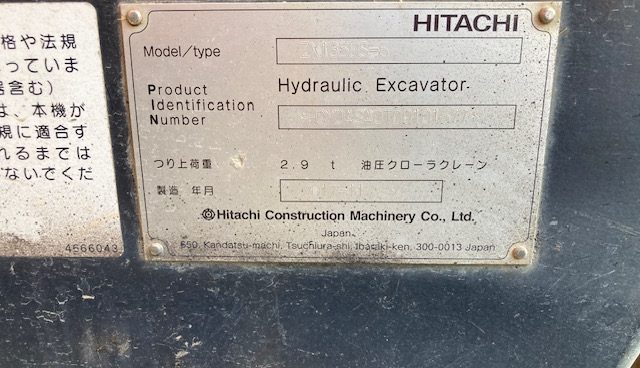 格や法規
っていま
含む)
は、本機が
規に適合す
れるまでは
ないでくだ
4566043
HITACHI
Model/type
Product Hydraulic Excavator
Identification
Number
つり上荷重 2.9 t 油圧クローラクレーン
製造 年月
©Hitachi Construction Machinery Co., Ltd.
Japan
650, Kandatsu-machi, Tsuchiura-shi, Ibaraki-ken, 300-0013 Japan